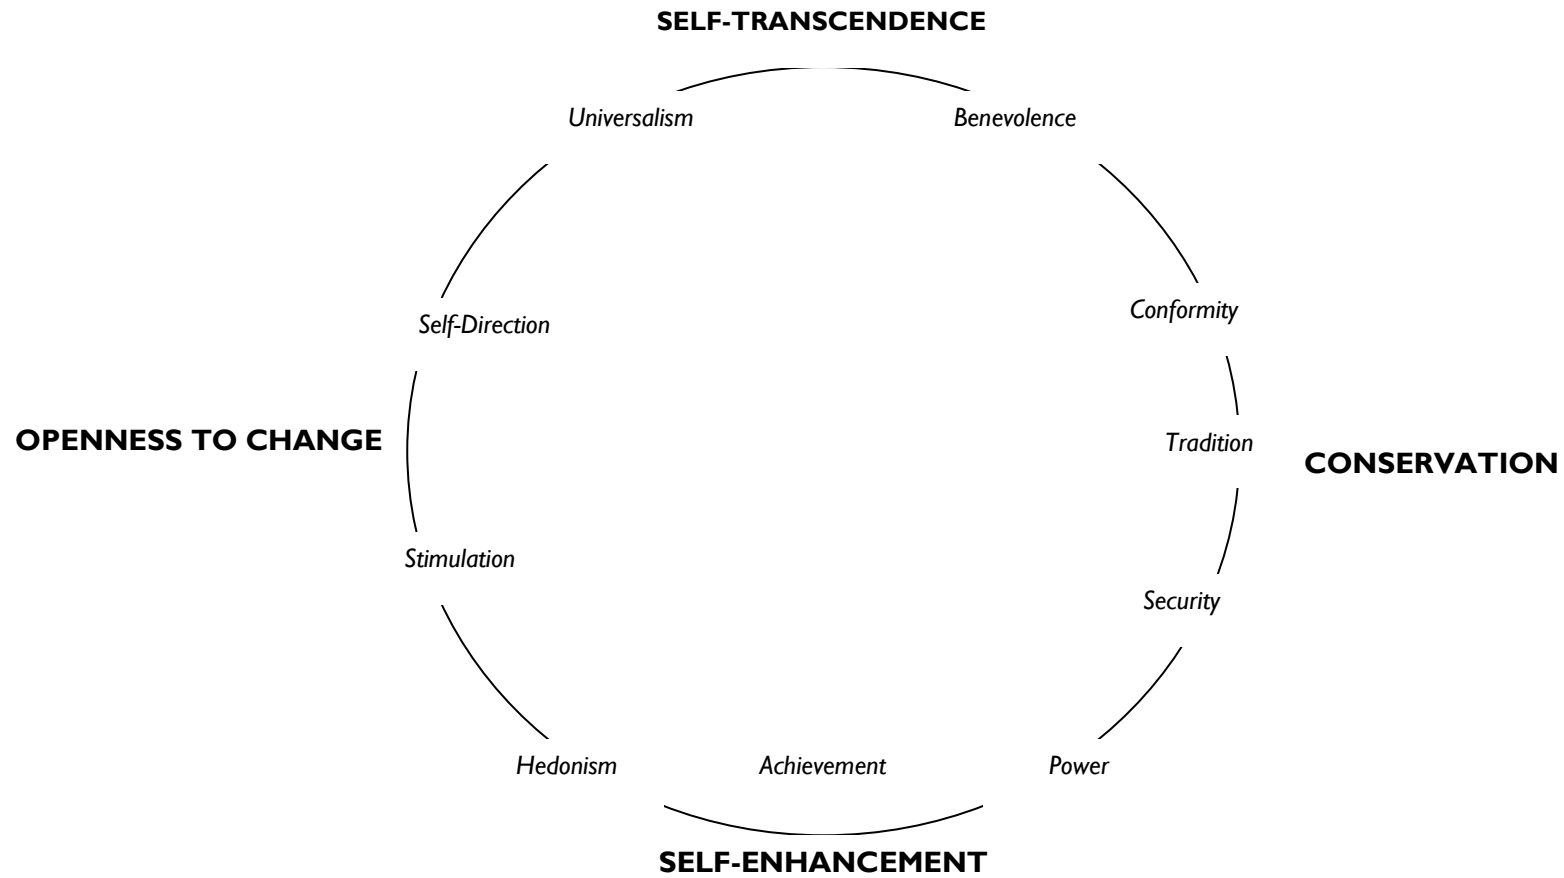 SELF-TRANSCENDENCE
Universalism
Benevolence
Conformity
Self-Direction
OPENNESS TO CHANGE
Tradition
CONSERVATION
Stimulation
Security
Hedonism
Achievement
Power
SELF-ENHANCEMENT